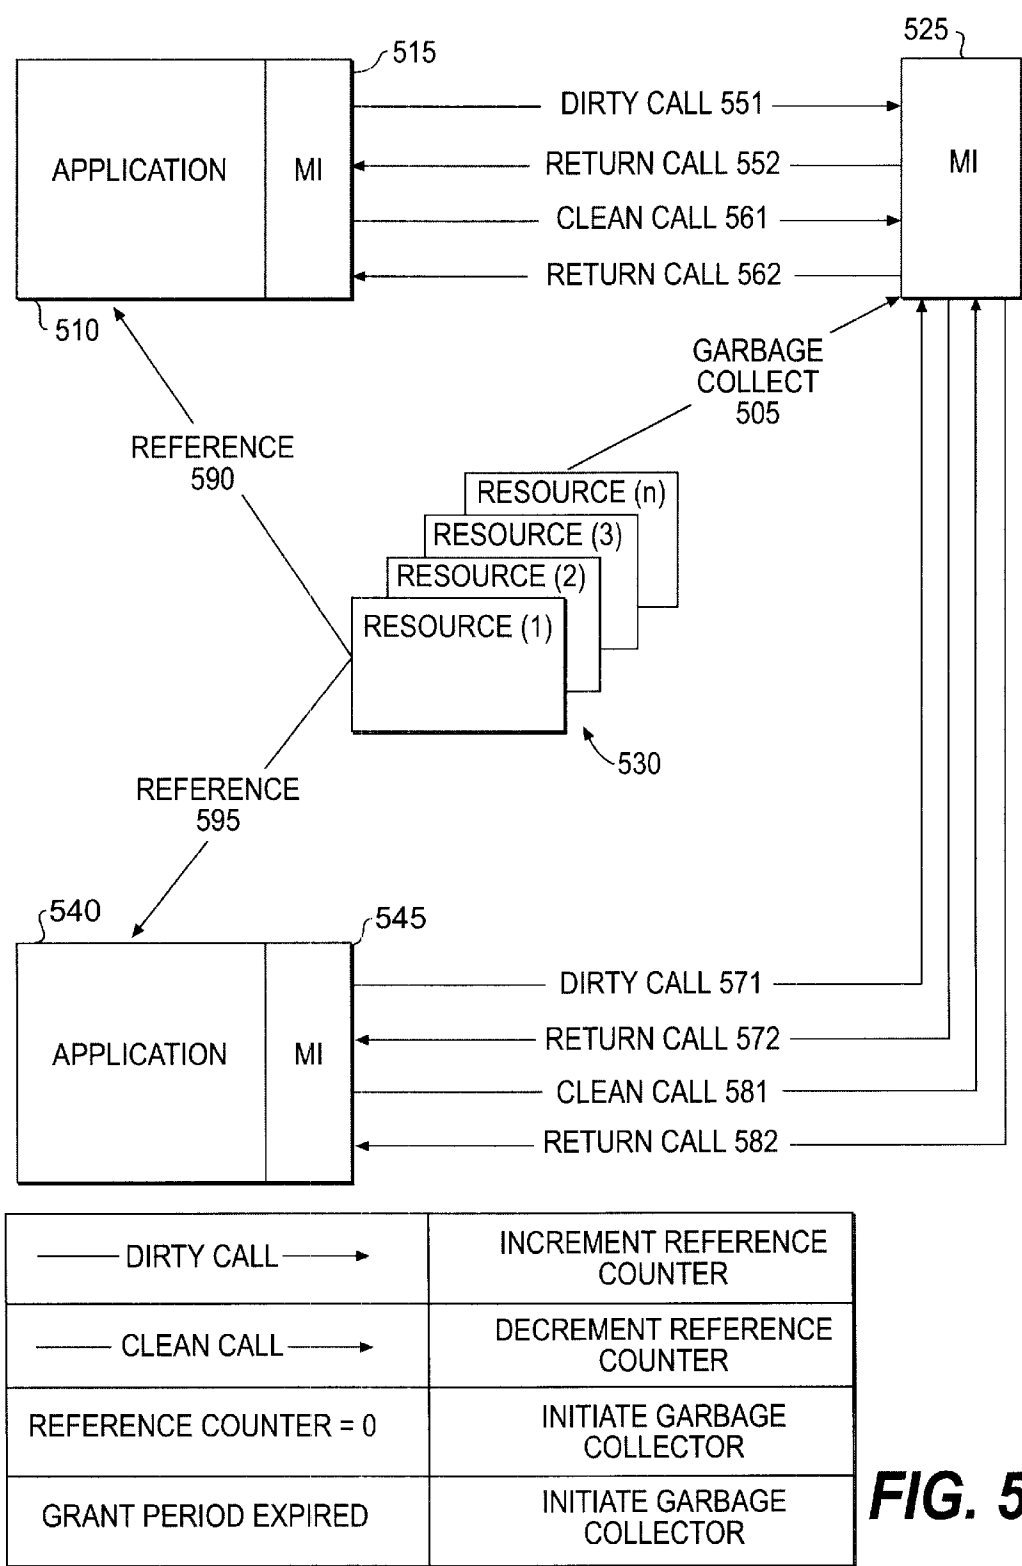 525
515
APPLICATION
MI
DIRTY CALL 551
RETURN CALL 552
CLEAN CALL 561
RETURN CALL 562
MI
510
GARBAGE
COLLECT
505
REFERENCE
590
RESOURCE (n)
RESOURCE (3)
RESOURCE (2)
RESOURCE (1)
530
REFERENCE
595
540
545
APPLICATION
MI
DIRTY CALL 571
RETURN CALL 572
CLEAN CALL 581
RETURN CALL 582
DIRTY CALL
INCREMENT REFERENCE
COUNTER
CLEAN CALL
DECREMENT REFERENCE
COUNTER
REFERENCE COUNTER = 0
INITIATE GARBAGE
COLLECTOR
GRANT PERIOD EXPIRED
INITIATE GARBAGE
COLLECTOR
FIG. 5